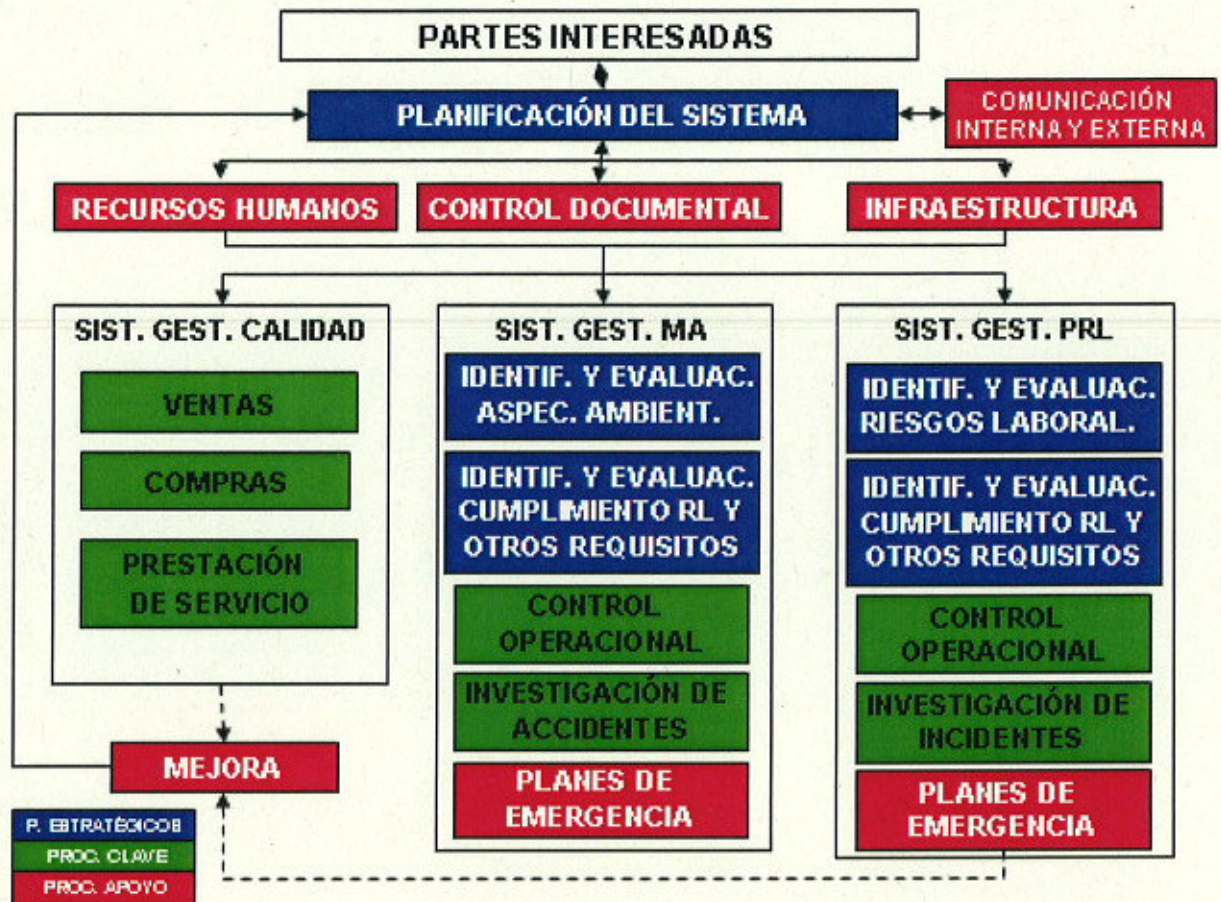 PARTES INTERESADAS
PLANIFICACIÓN DEL SISTEMA
COMUNICACIÓN
INTERNA Y EXTERNA
RECURSOS HUMANOS
CONTROL DOCUMENTAL
INFRAESTRUCTURA
SIST. GEST. CALIDAD
VENTAS
COMPRAS
PRESTACIÓN
DE SERVICIO
SIST. GEST. MA
IDENTIF. Y EVALUAC.
ASPEC. AMBIENT.
IDENTIF. Y EVALUAC.
CUMPLIMIENTO RL Y
OTROS REQUISITOS
CONTROL
OPERACIONAL
INVESTIGACIÓN DE
ACCIDENTES
PLANES DE
EMERGENCIA
SIST. GEST. PRL
IDENTIF. Y EVALUAC.
RIESGOS LABORAL.
IDENTIF. Y EVALUAC.
CUMPLIMIENTO RL Y
OTROS REQUISITOS
CONTROL
OPERACIONAL
INVESTIGACIÓN DE
INCIDENTES
PLANES DE
EMERGENCIA
MEJORA
P. ESTRATÉGICOS
PROC. CLAVE
PROC. APOYO